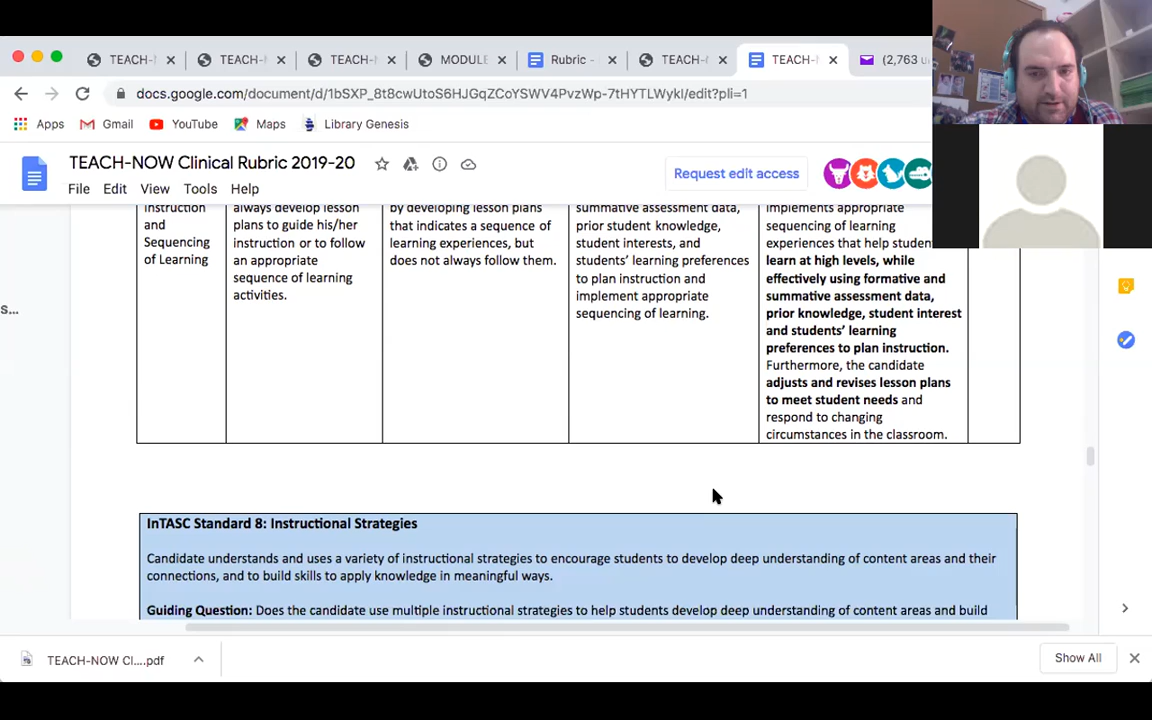 TEACH-
TEACH-
TEACH-
MODULE
Rubric -
TEACH-
TEACH-
(2,763 u
docs.google.com/document/d/1bSXP_8t8cwUtoS6HJGqZCoYSWV4PvzWp-7tHYTLWykI/edit?pli=1
Apps
Gmail
YouTube
Maps
Library Genesis
TEACH-NOW Clinical Rubric 2019-20
Request edit access
File
Edit
View
Tools
Help
s...
Instruction
and
Sequencing
of Learning
always develop lesson
plans to guide his/her
instruction or to follow
an appropriate
sequence of learning
activities.
by developing lesson plans
that indicates a sequence of
learning experiences, but
does not always follow them.
summative assessment data,
prior student knowledge,
student interests, and
students' learning preferences
to plan instruction and
implement appropriate
sequencing of learning.
implements appropriate
sequencing of learning
experiences that help stude
learn at high levels, while
effectively using formative and
summative assessment data,
prior knowledge, student interest
and students' learning
preferences to plan instruction.
Furthermore, the candidate
adjusts and revises lesson plans
to meet student needs and
respond to changing
circumstances in the classroom.
InTASC Standard 8: Instructional Strategies
Candidate understands and uses a variety of instructional strategies to encourage students to develop deep understanding of content areas and their
connections, and to build skills to apply knowledge in meaningful ways.
Guiding Question: Does the candidate use multiple instructional strategies to help students develop deep understanding of content areas and build
TEACH-NOW Cl....pdf
Show All